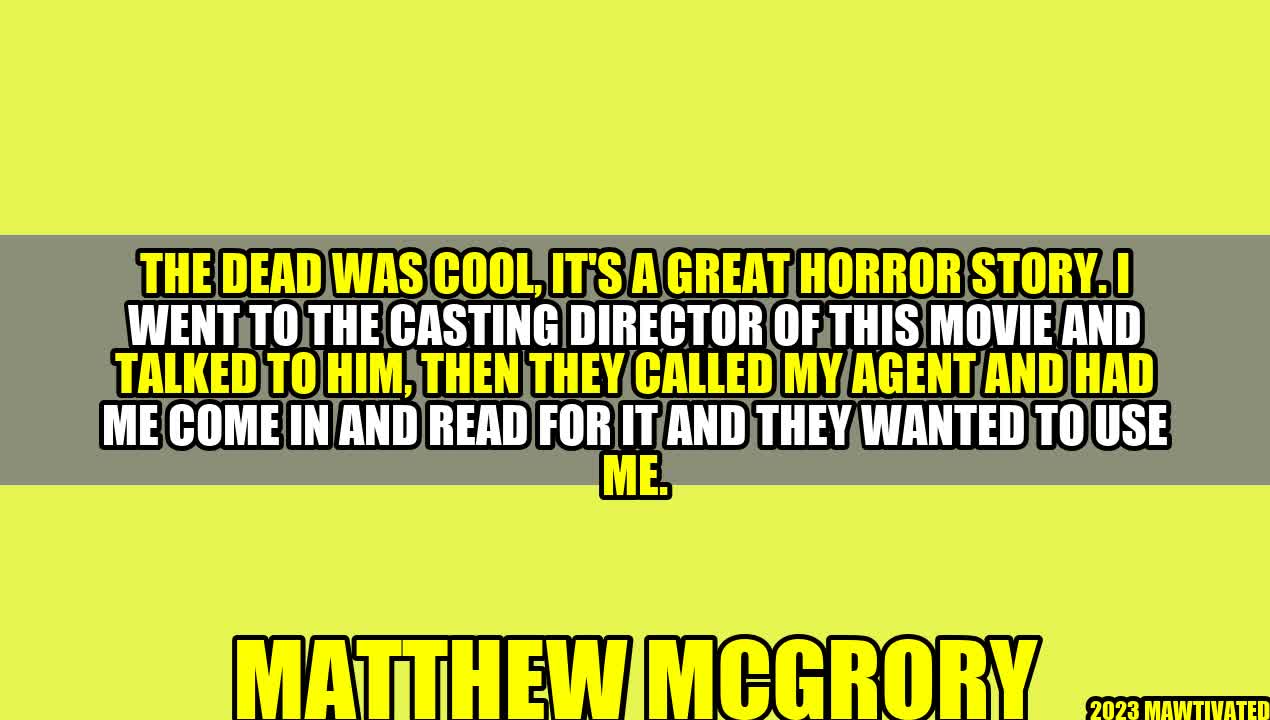 THE DEAD WAS COOL, IT'S A GREAT HORROR STORY. I
WENT TO THE CASTING DIRECTOR OF THIS MOVIE AND
TALKED TO HIM, THEN THEY CALLED MY AGENT AND HAD
ME COME IN AND READ FOR IT AND THEY WANTED TO USE
ME.
MATTHEW MCGRORY
2023 MAWTIVATED